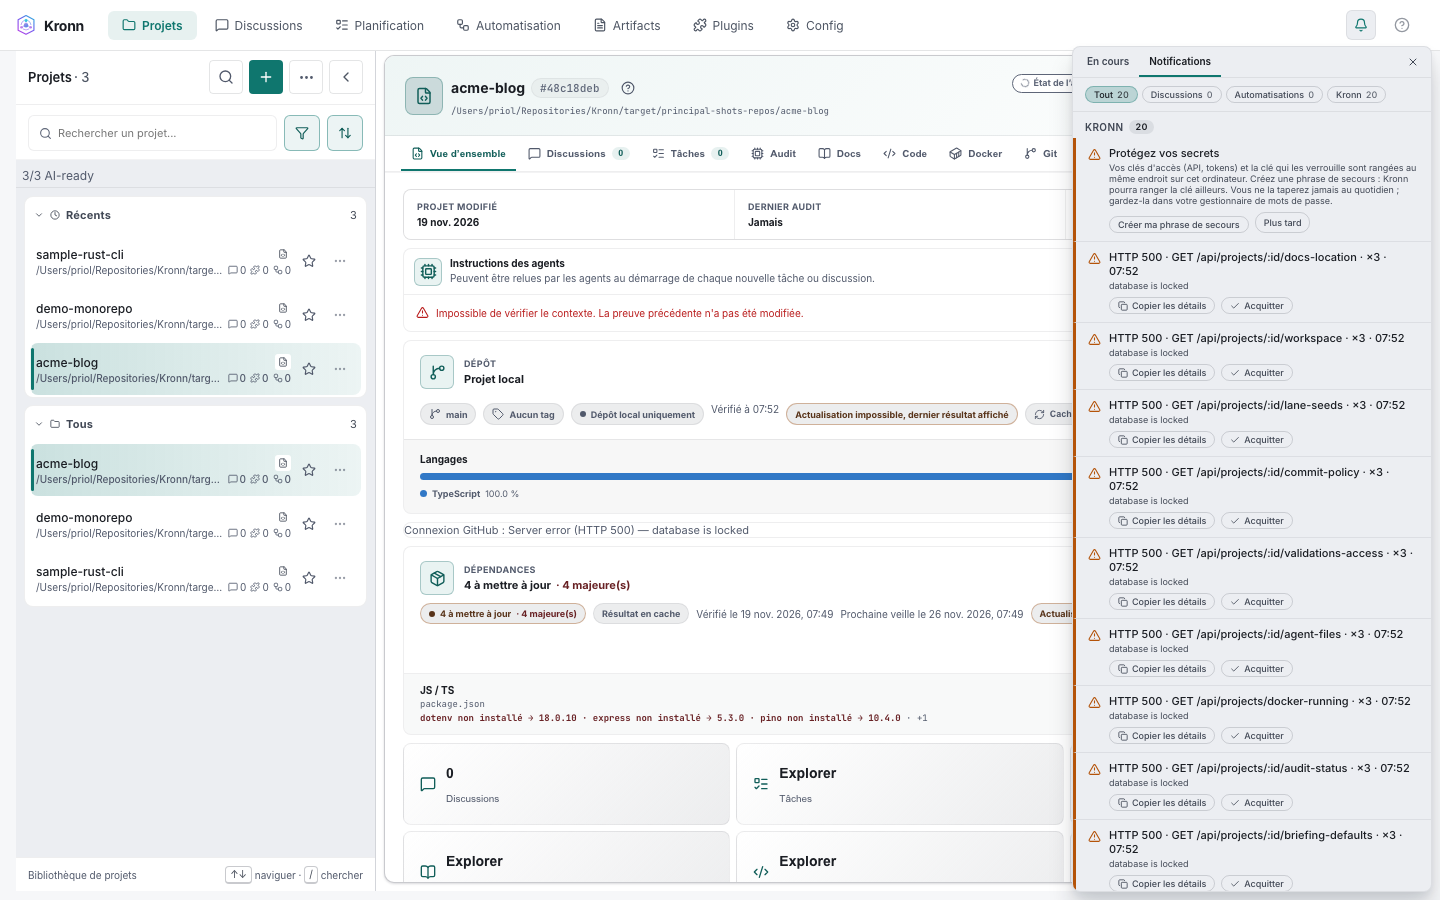 Kronn
Projets
Discussions
Planification
Automatisation
Artifacts
Plugins
Config
Projets · 3
Rechercher un projet...
3/3 AI-ready
Récents 3
sample-rust-cli
/Users/priol/Repositories/Kronn/targe... 0 0 0
demo-monorepo
/Users/priol/Repositories/Kronn/targe... 0 0 0
acme-blog
/Users/priol/Repositories/Kronn/targ... 0 0 0
Tous 3
acme-blog
/Users/priol/Repositories/Kronn/targ... 0 0 0
demo-monorepo
/Users/priol/Repositories/Kronn/targe... 0 0 0
sample-rust-cli
/Users/priol/Repositories/Kronn/targe... 0 0 0
Bibliothèque de projets ↑↓ naviguer · / chercher
acme-blog #48c18deb
/Users/priol/Repositories/Kronn/target/principal-shots-repos/acme-blog
État de l'
Vue d'ensemble
Discussions 0
Tâches 0
Audit
Docs
Code
Docker
Git
PROJET MODIFIÉ
19 nov. 2026
DERNIER AUDIT
Jamais
Instructions des agents
Peuvent être relues par les agents au démarrage de chaque nouvelle tâche ou discussion.
Impossible de vérifier le contexte. La preuve précédente n'a pas été modifiée.
DÉPÔT
Projet local
main
Aucun tag
Dépôt local uniquement
Vérifié à 07:52
Actualisation impossible, dernier résultat affiché
Cach
Langages
TypeScript 100.0 %
Connexion GitHub : Server error (HTTP 500) — database is locked
DÉPENDANCES
4 à mettre à jour · 4 majeure(s)
4 à mettre à jour · 4 majeure(s)
Résultat en cache
Vérifié le 19 nov. 2026, 07:49
Prochaine veille le 26 nov. 2026, 07:49
Actualis
JS / TS
package.json
dotenv non installé → 18.0.10 · express non installé → 5.3.0 · pino non installé → 10.4.0 · +1
0
Discussions
Explorer
Tâches
Explorer
Explorer
En cours
Notifications
Tout 20
Discussions 0
Automatisations 0
Kronn 20
KRONN 20
Protégez vos secrets
Vos clés d'accès (API, tokens) et la clé qui les verrouille sont rangées au
même endroit sur cet ordinateur. Créez une phrase de secours : Kronn
pourra ranger la clé ailleurs. Vous ne la taperez jamais au quotidien ;
gardez-la dans votre gestionnaire de mots de passe.
Créer ma phrase de secours
Plus tard
HTTP 500 · GET /api/projects/:id/docs-location · ×3 ·
07:52
database is locked
Copier les détails
Acquitter
HTTP 500 · GET /api/projects/:id/workspace · ×3 · 07:52
database is locked
Copier les détails
Acquitter
HTTP 500 · GET /api/projects/:id/lane-seeds · ×3 · 07:52
database is locked
Copier les détails
Acquitter
HTTP 500 · GET /api/projects/:id/commit-policy · ×3 ·
07:52
database is locked
Copier les détails
Acquitter
HTTP 500 · GET /api/projects/:id/validations-access · ×3 ·
07:52
database is locked
Copier les détails
Acquitter
HTTP 500 · GET /api/projects/:id/agent-files · ×3 · 07:52
database is locked
Copier les détails
Acquitter
HTTP 500 · GET /api/projects/docker-running · ×3 · 07:52
database is locked
Copier les détails
Acquitter
HTTP 500 · GET /api/projects/:id/audit-status · ×3 · 07:52
database is locked
Copier les détails
Acquitter
HTTP 500 · GET /api/projects/:id/briefing-defaults · ×3 ·
07:52
database is locked
Copier les détails
Acquitter